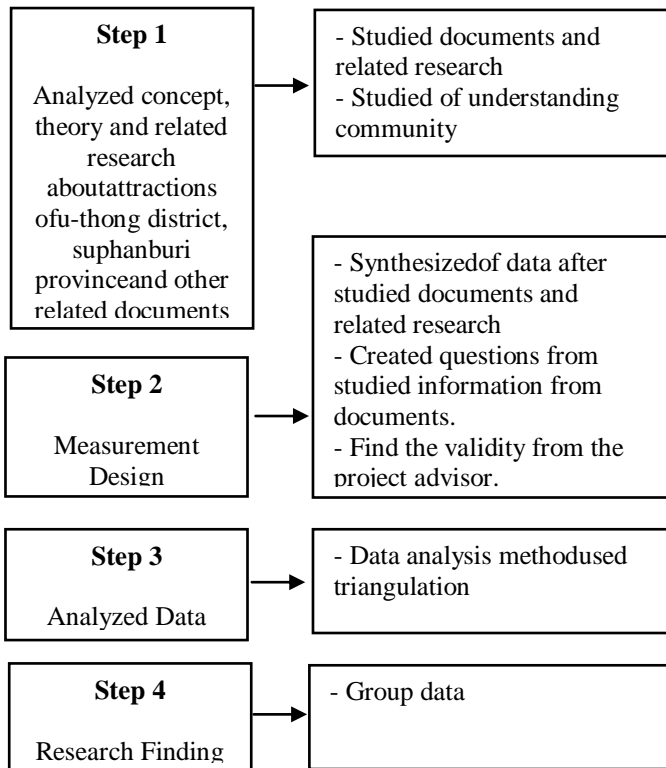 Step 1
Analyzed concept,
theory and related
research
aboutattractions
ofu-thong district,
suphanburi
provinceand other
related documents
- Studied documents and
related research
- Studied of understanding
community
Step 2
Measurement
Design
- Synthesizedof data after
studied documents and
related research
- Created questions from
studied information from
documents.
- Find the validity from the
project advisor.
Step 3
Analyzed Data
- Data analysis methodused
triangulation
Step 4
Research Finding
- Group data